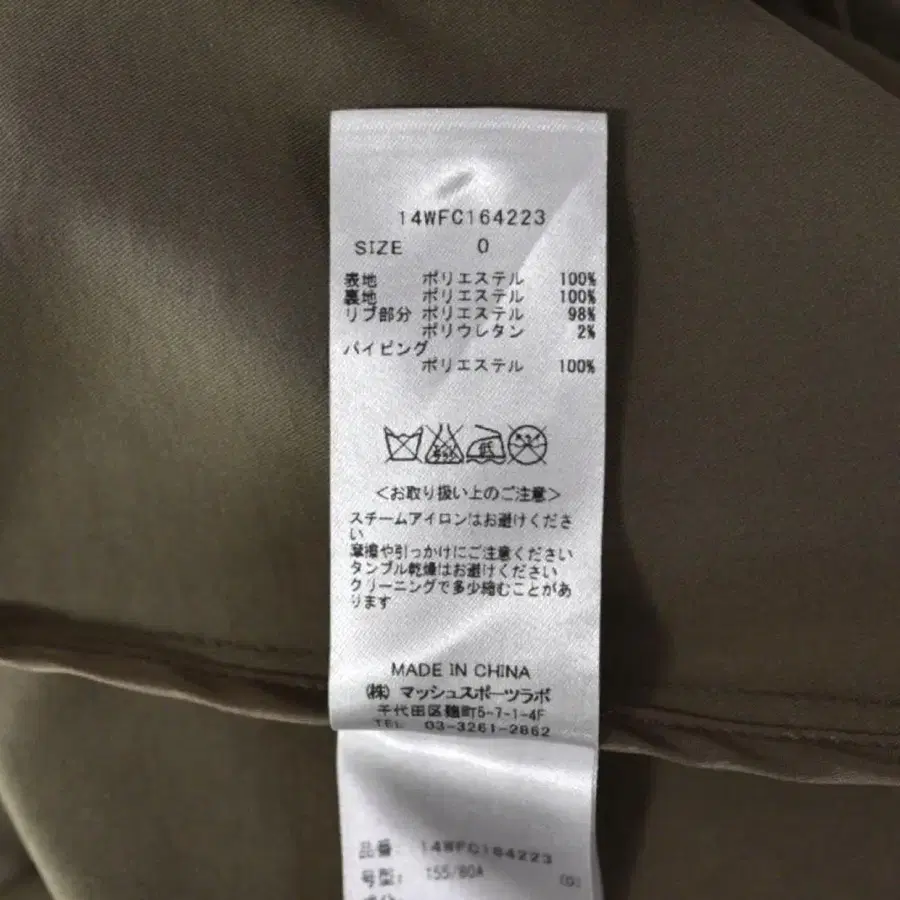 14WFC164223
SIZE 0
表地 ポリエステル 100%
裏地 ポリエステル 100%
リブ部分 ポリエステル 98%
ポリウレタン 2%
パイピング
ポリエステル 100%
低
<お取り扱い上のご注意>
スチームアイロンはお避けくださ
い
摩擦や引っかけにご注意ください
タンブル乾燥はお避けください
クリーニングで多少縮むことがあ
ります
MADE IN CHINA
(株) マッシュスポーツラボ
千代田区麹町5-7-1-4F
TEL 03-3261-2862
品番: 14WFC164223
号型: 155/80A (0)